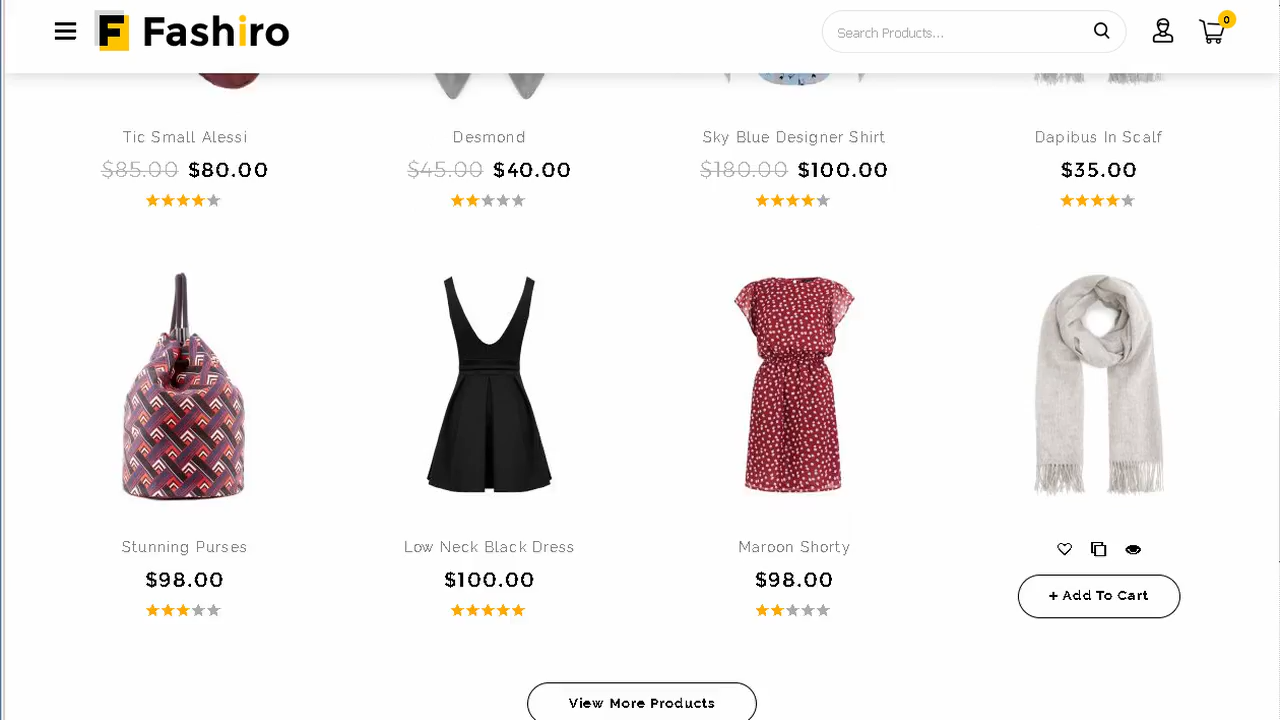 F Fashiro
Search Products...
0
Tic Small Alessi
$85.00 $80.00
Desmond
$45.00 $40.00
Sky Blue Designer Shirt
$180.00 $100.00
Dapibus In Scalf
$35.00
Stunning Purses
$98.00
Low Neck Black Dress
$100.00
Maroon Shorty
$98.00
+ Add To Cart
View More Products